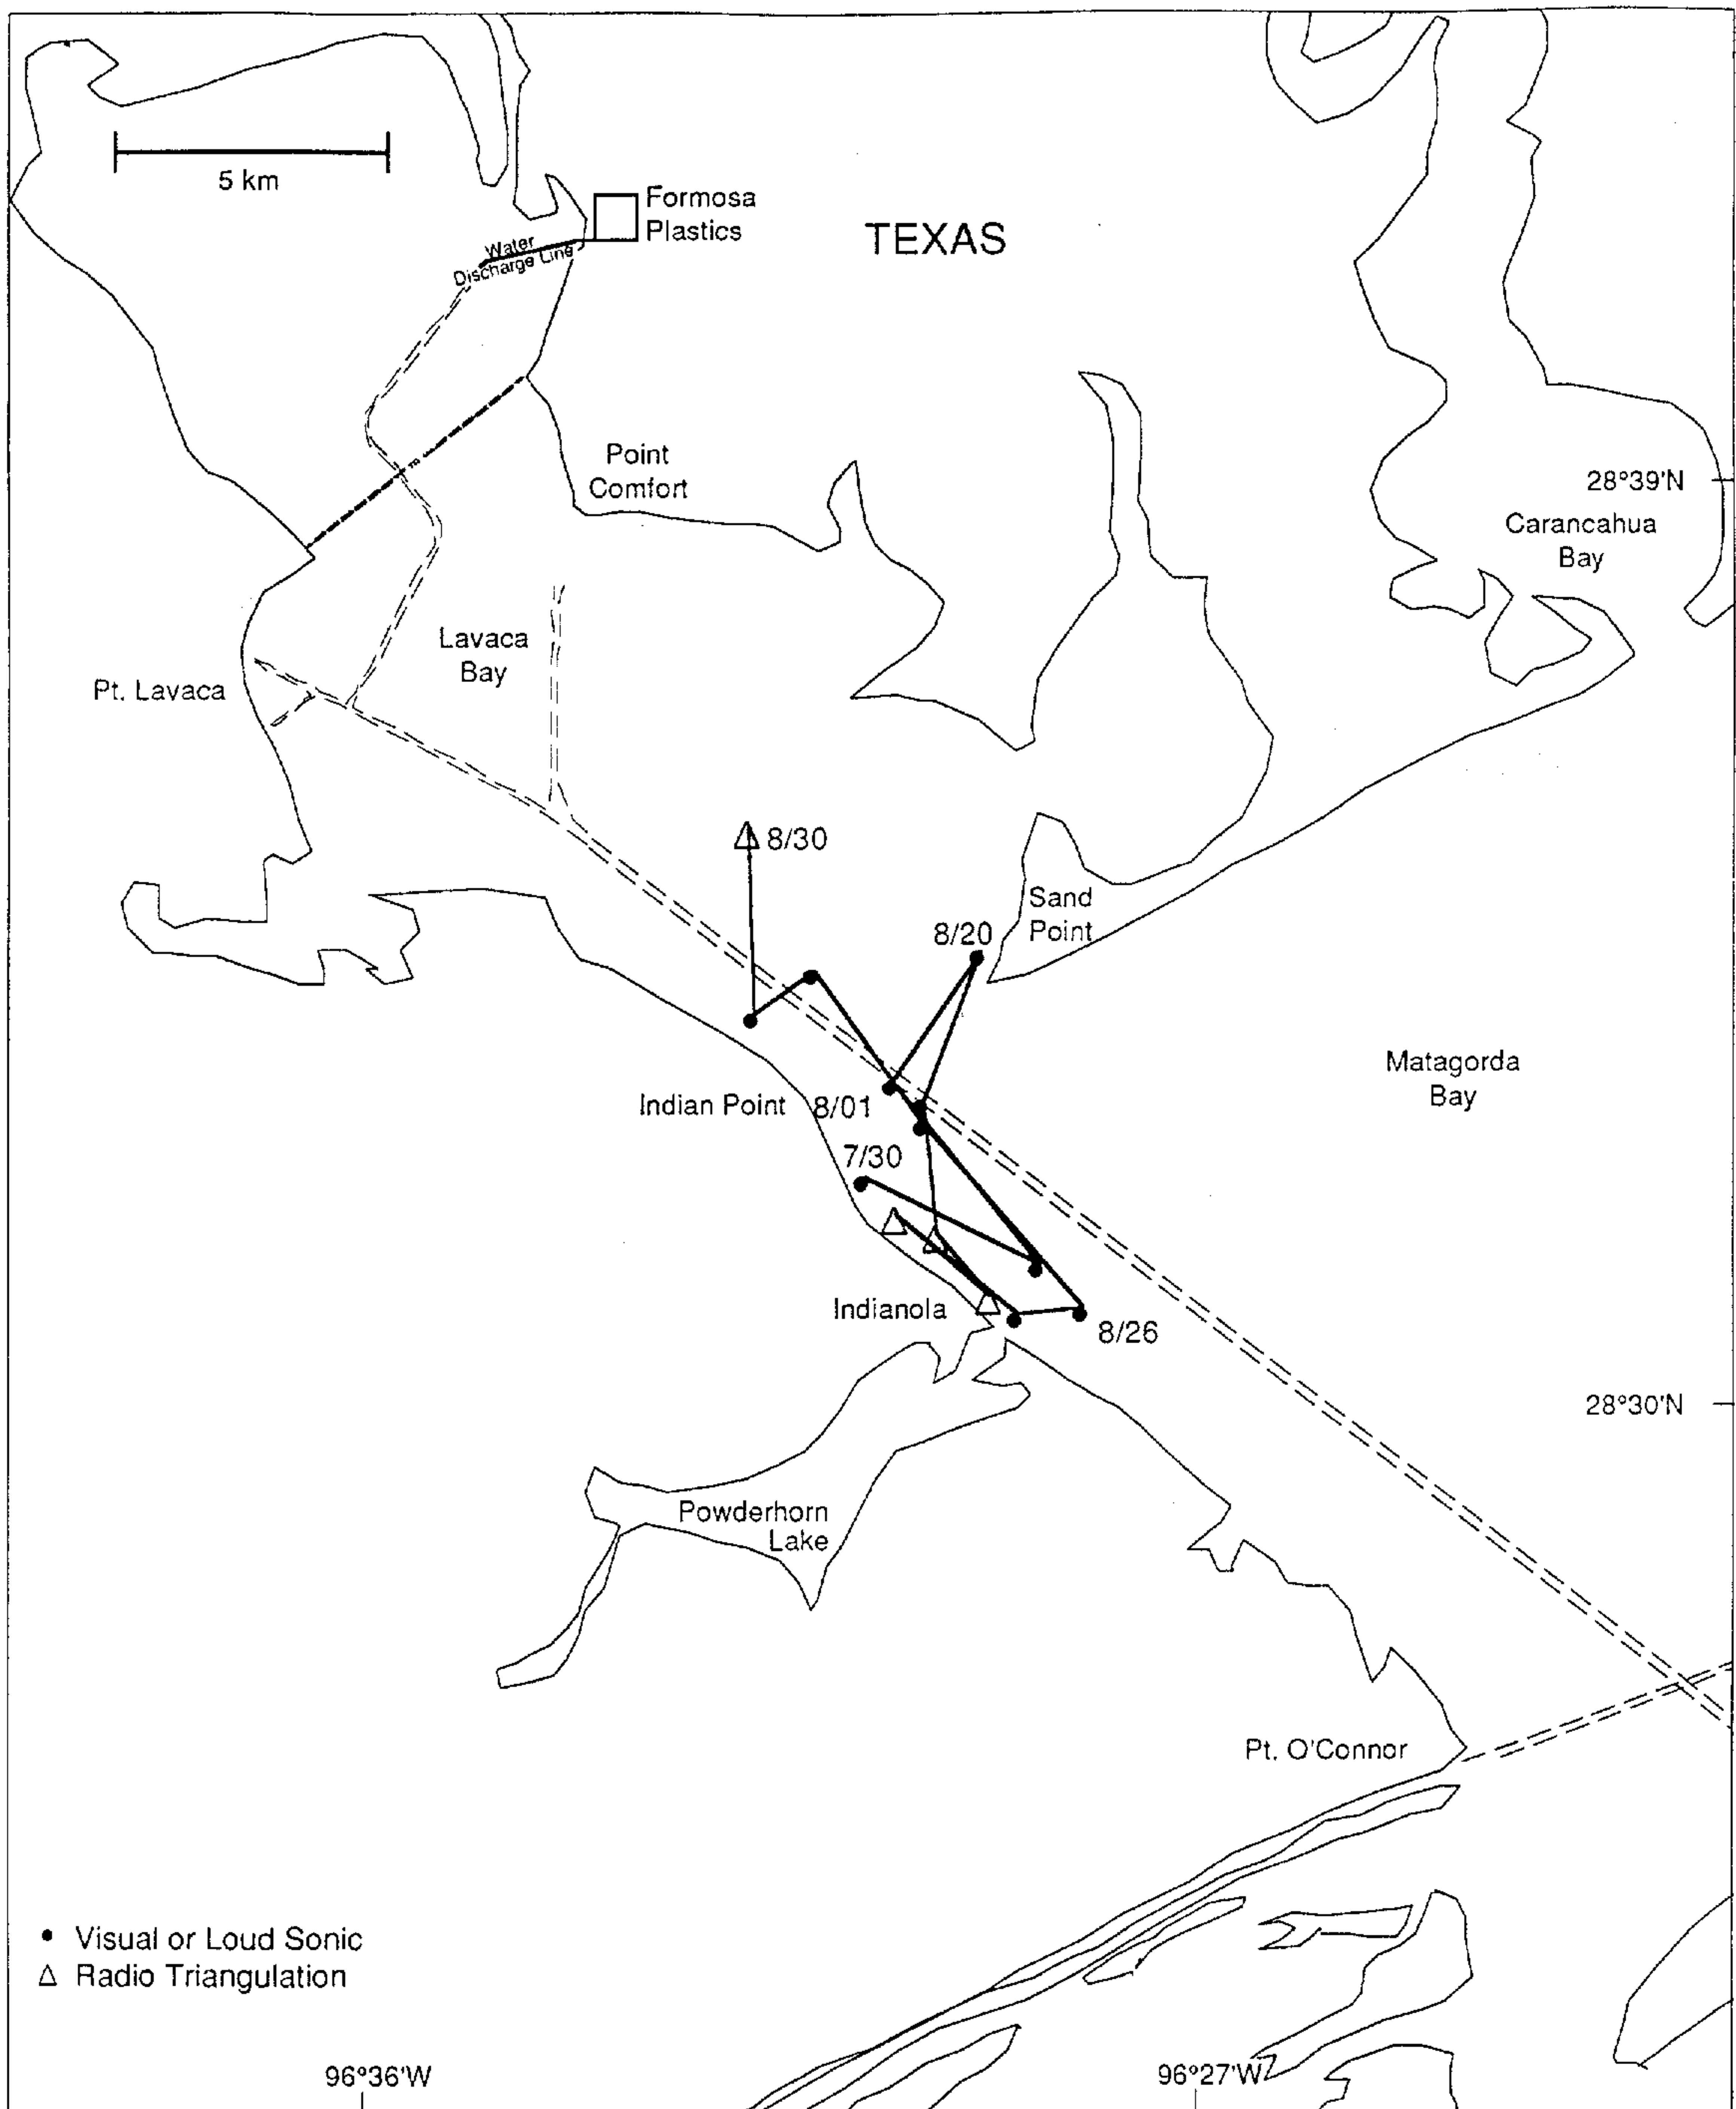 5 km
Formosa
Plastics
TEXAS
Water
Discharge Line
Point
Comfort
28°39'N
Carancahua
Bay
Lavaca
Bay
Pt. Lavaca
8/30
Sand
Point
8/20
Matagorda
Bay
Indian Point
8/01
7/30
Indianola
8/26
28°30'N
Powderhorn
Lake
Pt. O'Connor
• Visual or Loud Sonic
△ Radio Triangulation
96°36'W
96°27'W